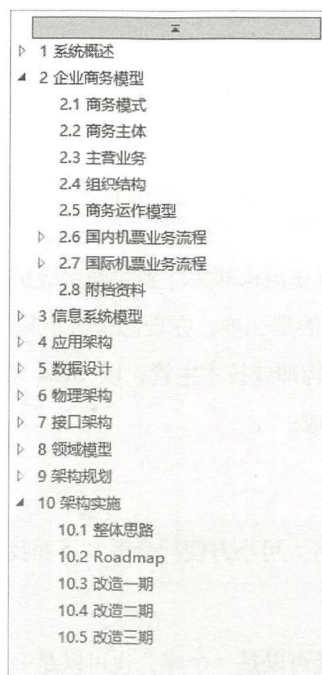 1 系统概述
2 企业商务模型
2.1 商务模式
2.2 商务主体
2.3 主营业务
2.4 组织结构
2.5 商务运作模型
2.6 国内机票业务流程
2.7 国际机票业务流程
2.8 附档资料
3 信息系统模型
4 应用架构
5 数据设计
6 物理架构
7 接口架构
8 领域模型
9 架构规划
10 架构实施
10.1 整体思路
10.2 Roadmap
10.3 改造一期
10.4 改造二期
10.5 改造三期